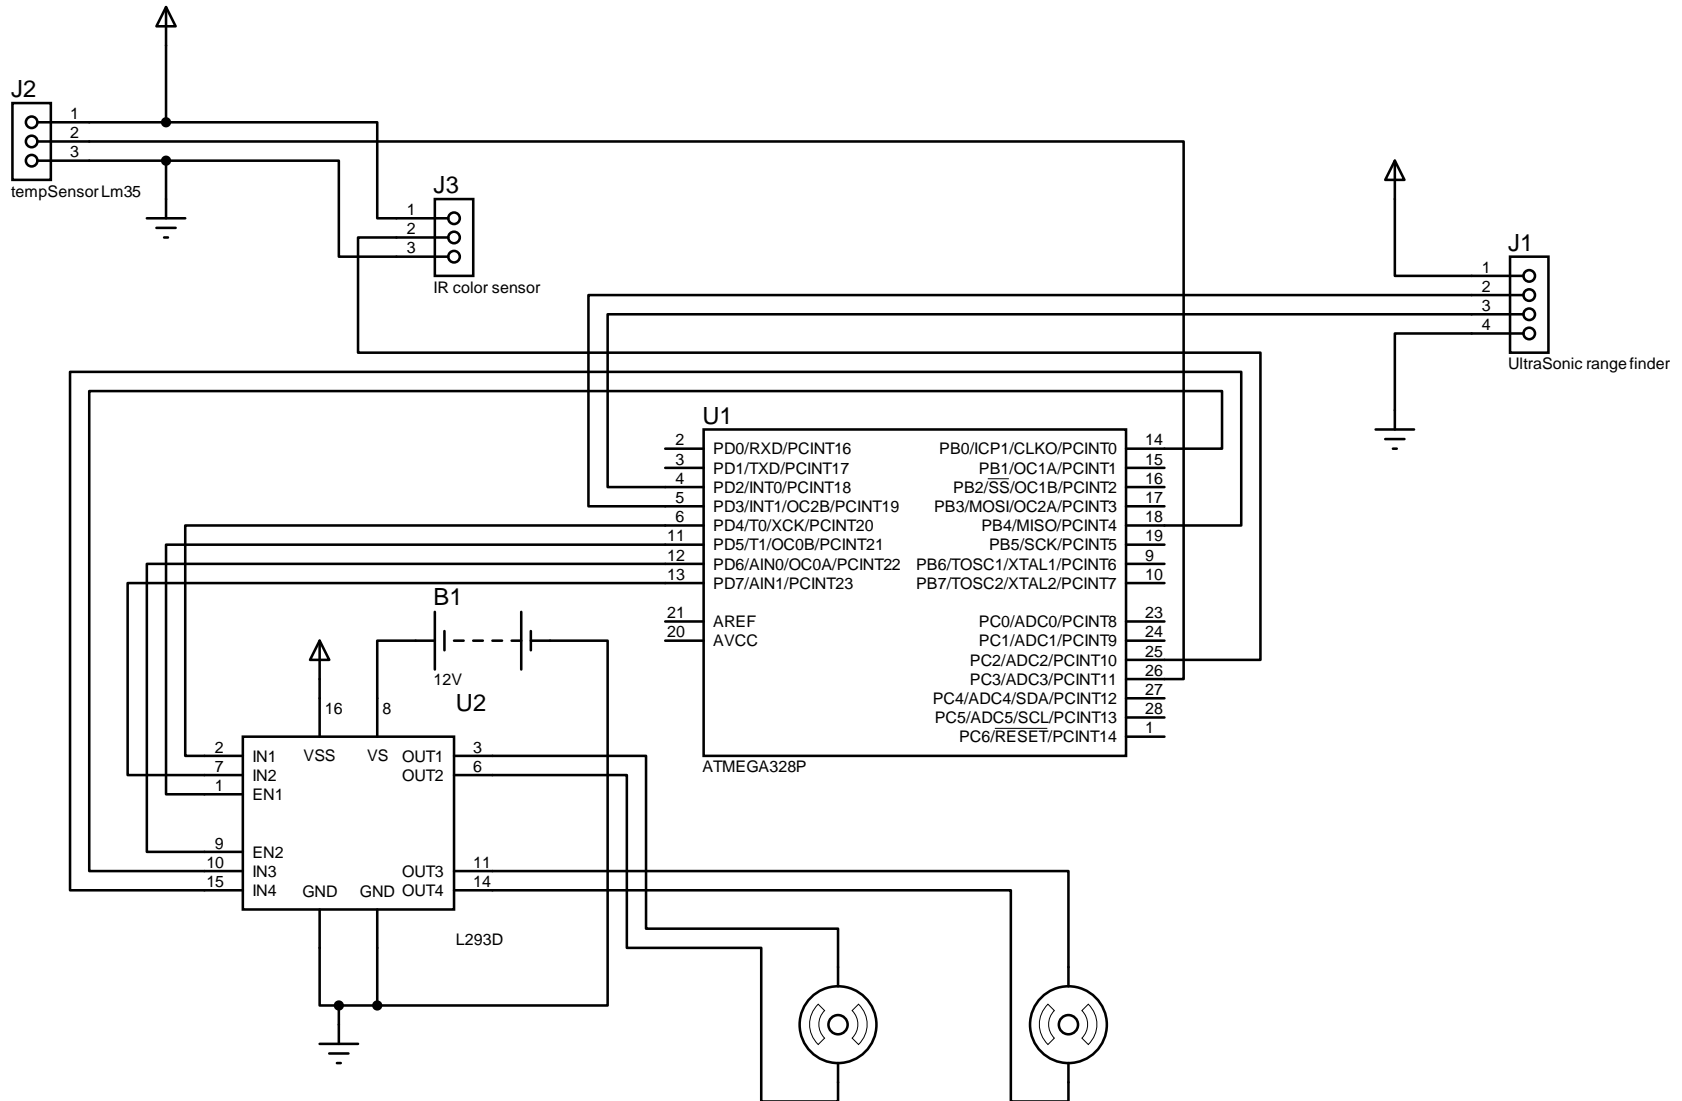 J2
1
2
3
tempSensor Lm35
J3
1
2
3
IR color sensor
J1
1
2
3
4
UltraSonic range finder
U1
2 PD0/RXD/PCINT16
3 PD1/TXD/PCINT17
4 PD2/INT0/PCINT18
5 PD3/INT1/OC2B/PCINT19
6 PD4/T0/XCK/PCINT20
11 PD5/T1/OC0B/PCINT21
12 PD6/AIN0/OC0A/PCINT22
13 PD7/AIN1/PCINT23
21 AREF
20 AVCC
PB0/ICP1/CLKO/PCINT0 14
PB1/OC1A/PCINT1 15
PB2/SS/OC1B/PCINT2 16
PB3/MOSI/OC2A/PCINT3 17
PB4/MISO/PCINT4 18
PB5/SCK/PCINT5 19
PB6/TOSC1/XTAL1/PCINT6 9
PB7/TOSC2/XTAL2/PCINT7 10
PC0/ADC0/PCINT8 23
PC1/ADC1/PCINT9 24
PC2/ADC2/PCINT10 25
PC3/ADC3/PCINT11 26
PC4/ADC4/SDA/PCINT12 27
PC5/ADC5/SCL/PCINT13 28
PC6/RESET/PCINT14 1
ATMEGA328P
B1
12V
U2
16
8
2 IN1
7 IN2
1 EN1
9 EN2
10 IN3
15 IN4
VSS
VS
OUT1 3
OUT2 6
OUT3 11
OUT4 14
GND
GND
L293D